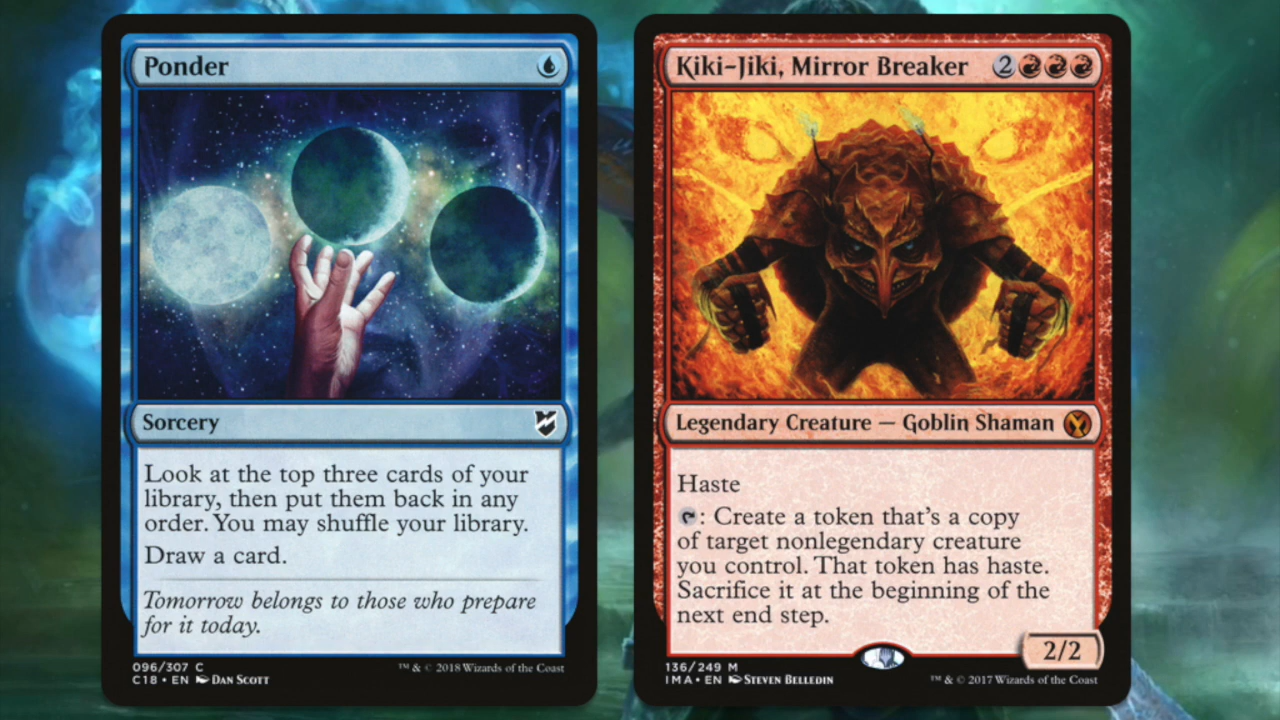 Ponder
Sorcery
Look at the top three cards of your
library, then put them back in any
order. You may shuffle your library.
Draw a card.
Tomorrow belongs to those who prepare
for it today.
096/307 C
C18 • EN DAN SCOTT
™ & © 2018 Wizards of the Coast
Kiki-Jiki, Mirror Breaker 2
Legendary Creature — Goblin Shaman
Haste
: Create a token that's a copy
of target nonlegendary creature
you control. That token has haste.
Sacrifice it at the beginning of the
next end step.
2/2
136/249 M
IMA • EN STEVEN BELLEDIN
™ & © 2017 Wizards of the Coast